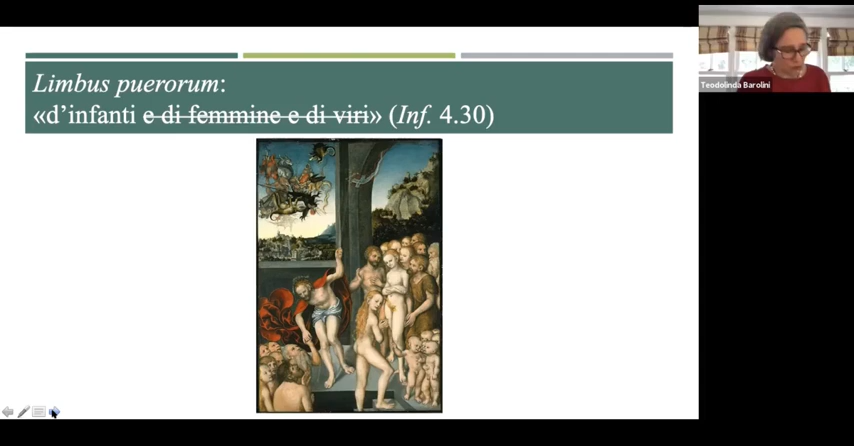 Limbus puerorum:
«d’infanti e di femmine e di viri» (Inf. 4.30)
Teodolinda Barolini